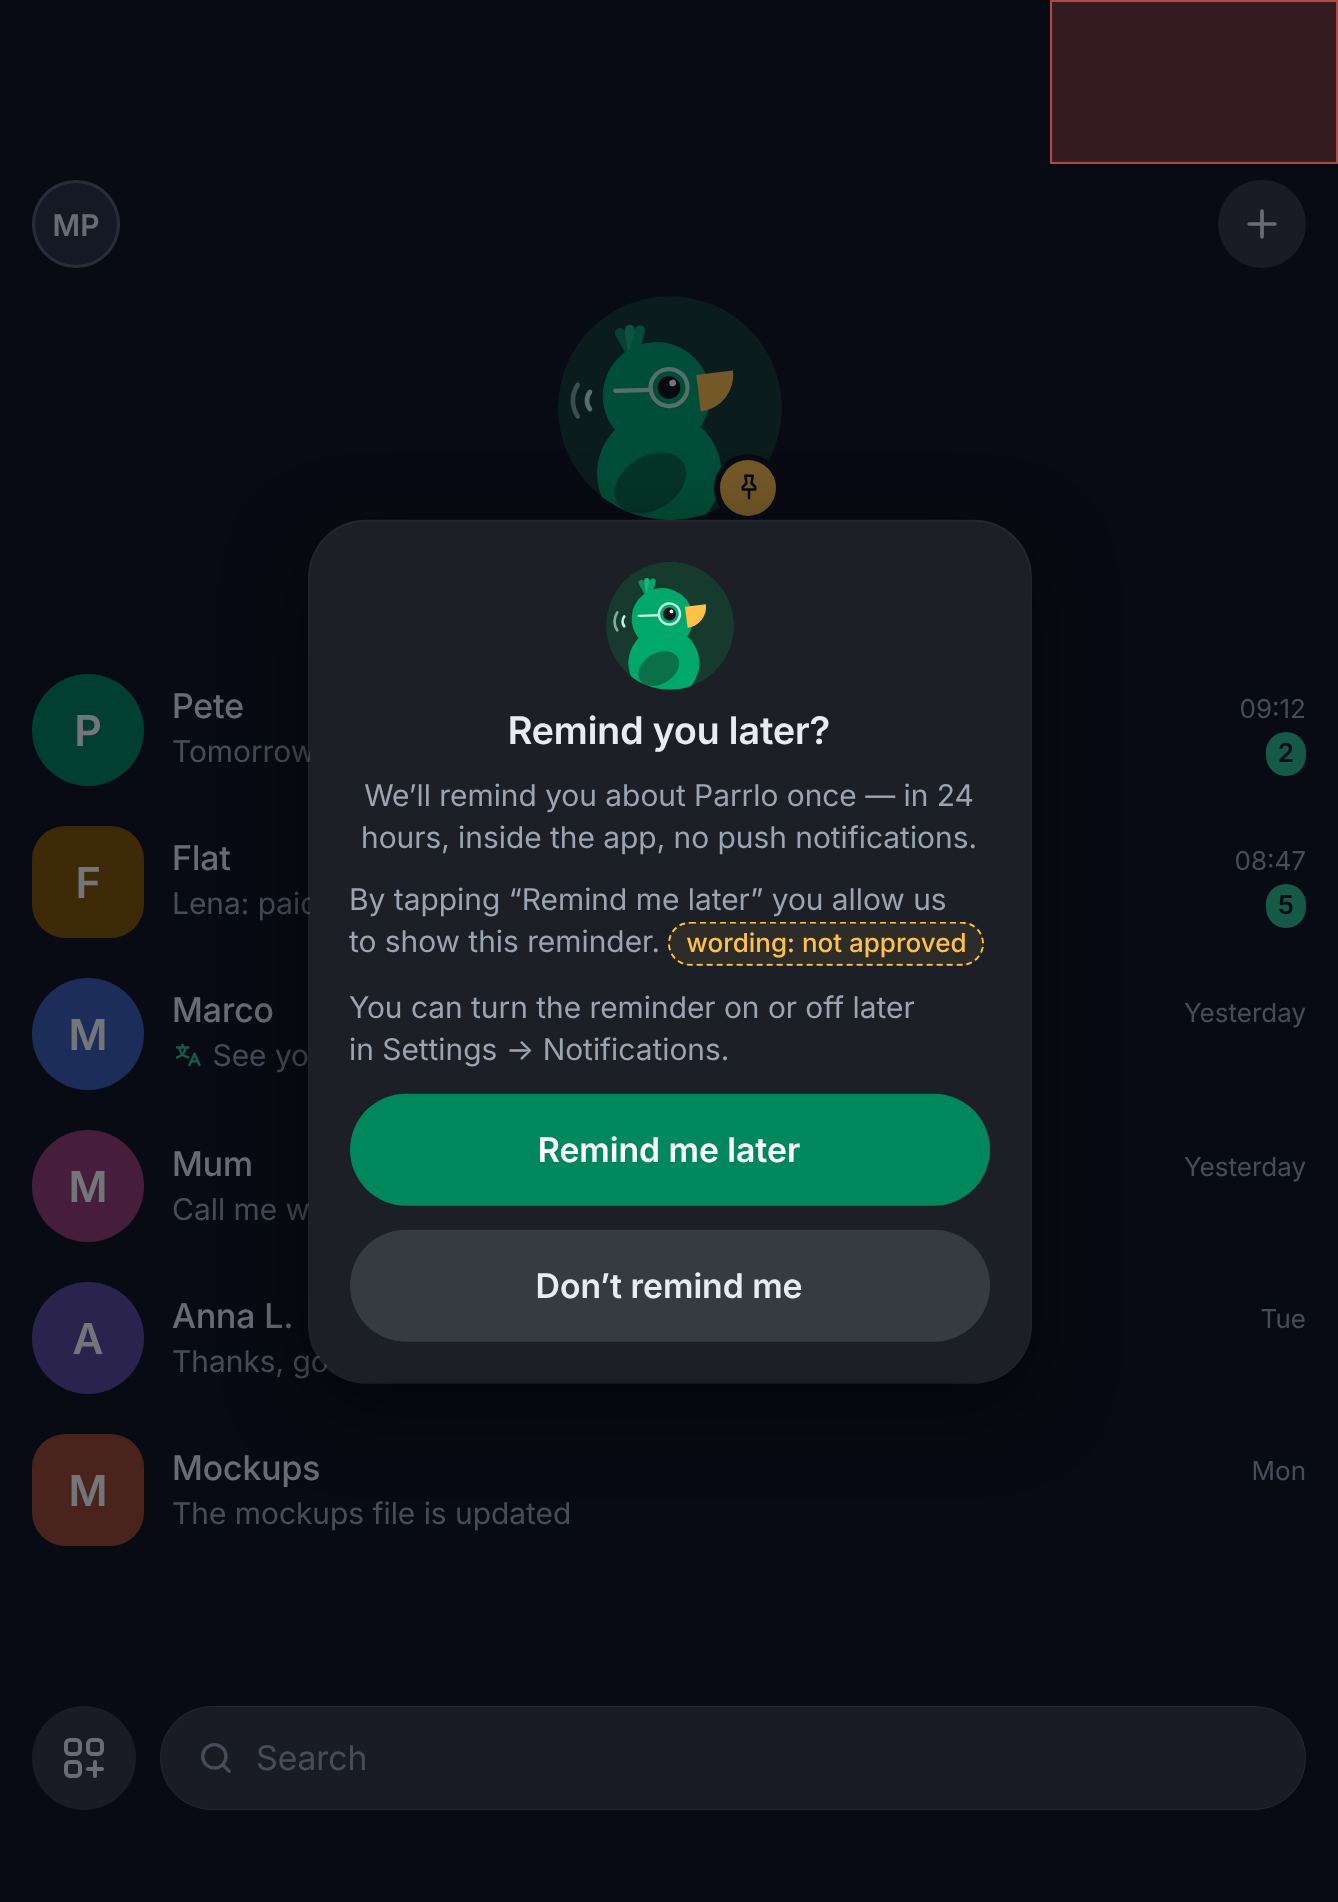 MP
Remind you later?
We’ll remind you about Parrlo once — in 24
hours, inside the app, no push notifications.
By tapping “Remind me later” you allow us
to show this reminder. wording: not approved
You can turn the reminder on or off later
in Settings → Notifications.
Remind me later
Don’t remind me
P
Pete
09:12
Tomorrow
2
F
Flat
08:47
Lena: paid
5
M
Marco
Yesterday
See
M
Mum
Yesterday
Call me
A
Anna L.
Tue
Thanks,
M
Mockups
Mon
The mockups file is updated
Search